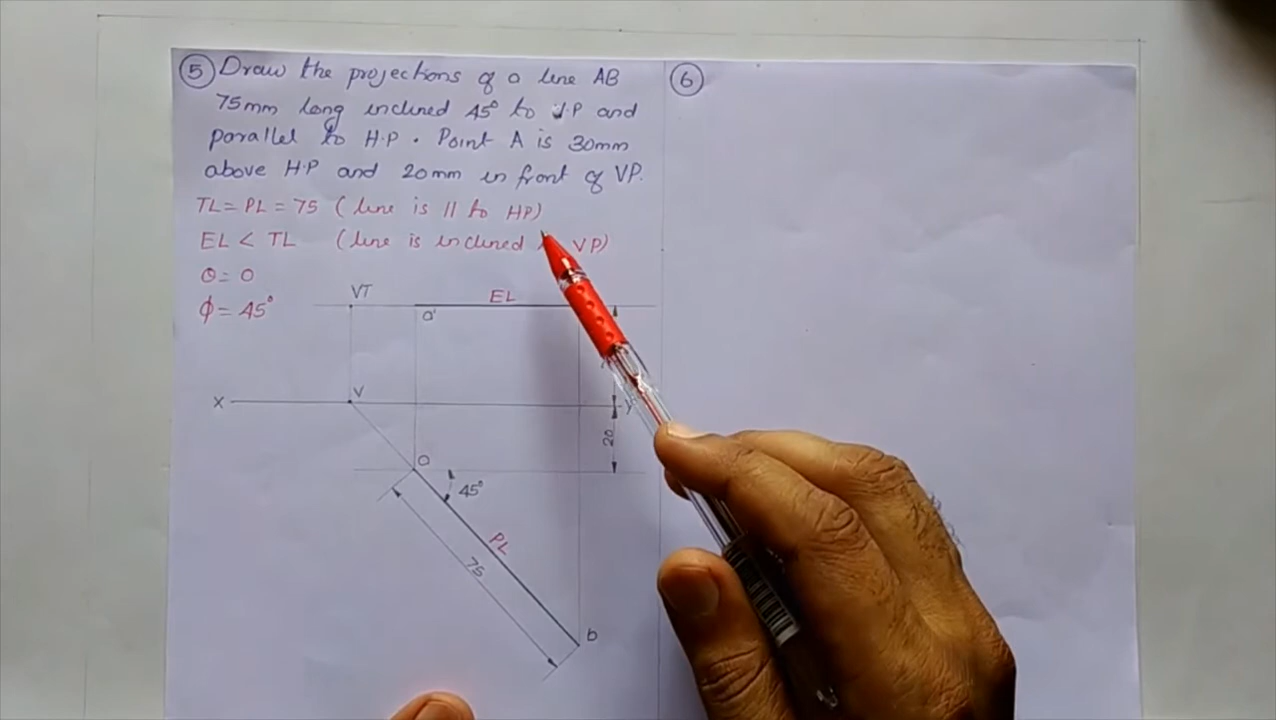 5 Draw the projections of a line AB
75mm long inclined 45° to V.P and
parallel to H.P. Point A is 30mm
above H.P and 20mm in front of VP.
TL = PL = 75 (line is || to HP)
EL < TL (line is inclined VP)
θ = 0
φ = 45°
VT
EL
a'
X
V
Y
20
a
45°
PL
75
b
6